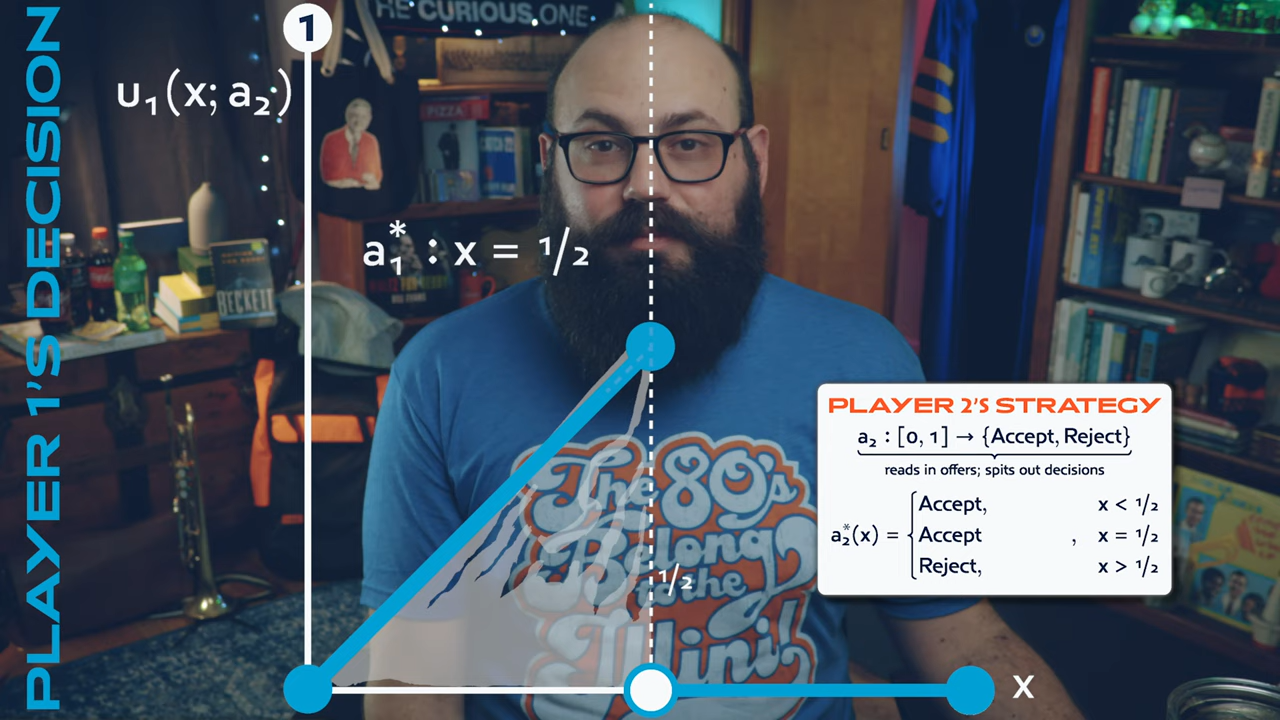 PLAYER 1'S DECISION
1
HE CURIOUS ONE
u₁(x; a₂)
PIZZA
a₁* : x = 1/2
BECKETT
PLAYER 2'S STRATEGY
a₂ : [0, 1] → {Accept, Reject}
reads in offers; spits out decisions
a₂*(x) = { Accept, x < 1/2
Accept , x = 1/2
Reject, x > 1/2
The 80's
Belong
to the
Mini!
1/2
x